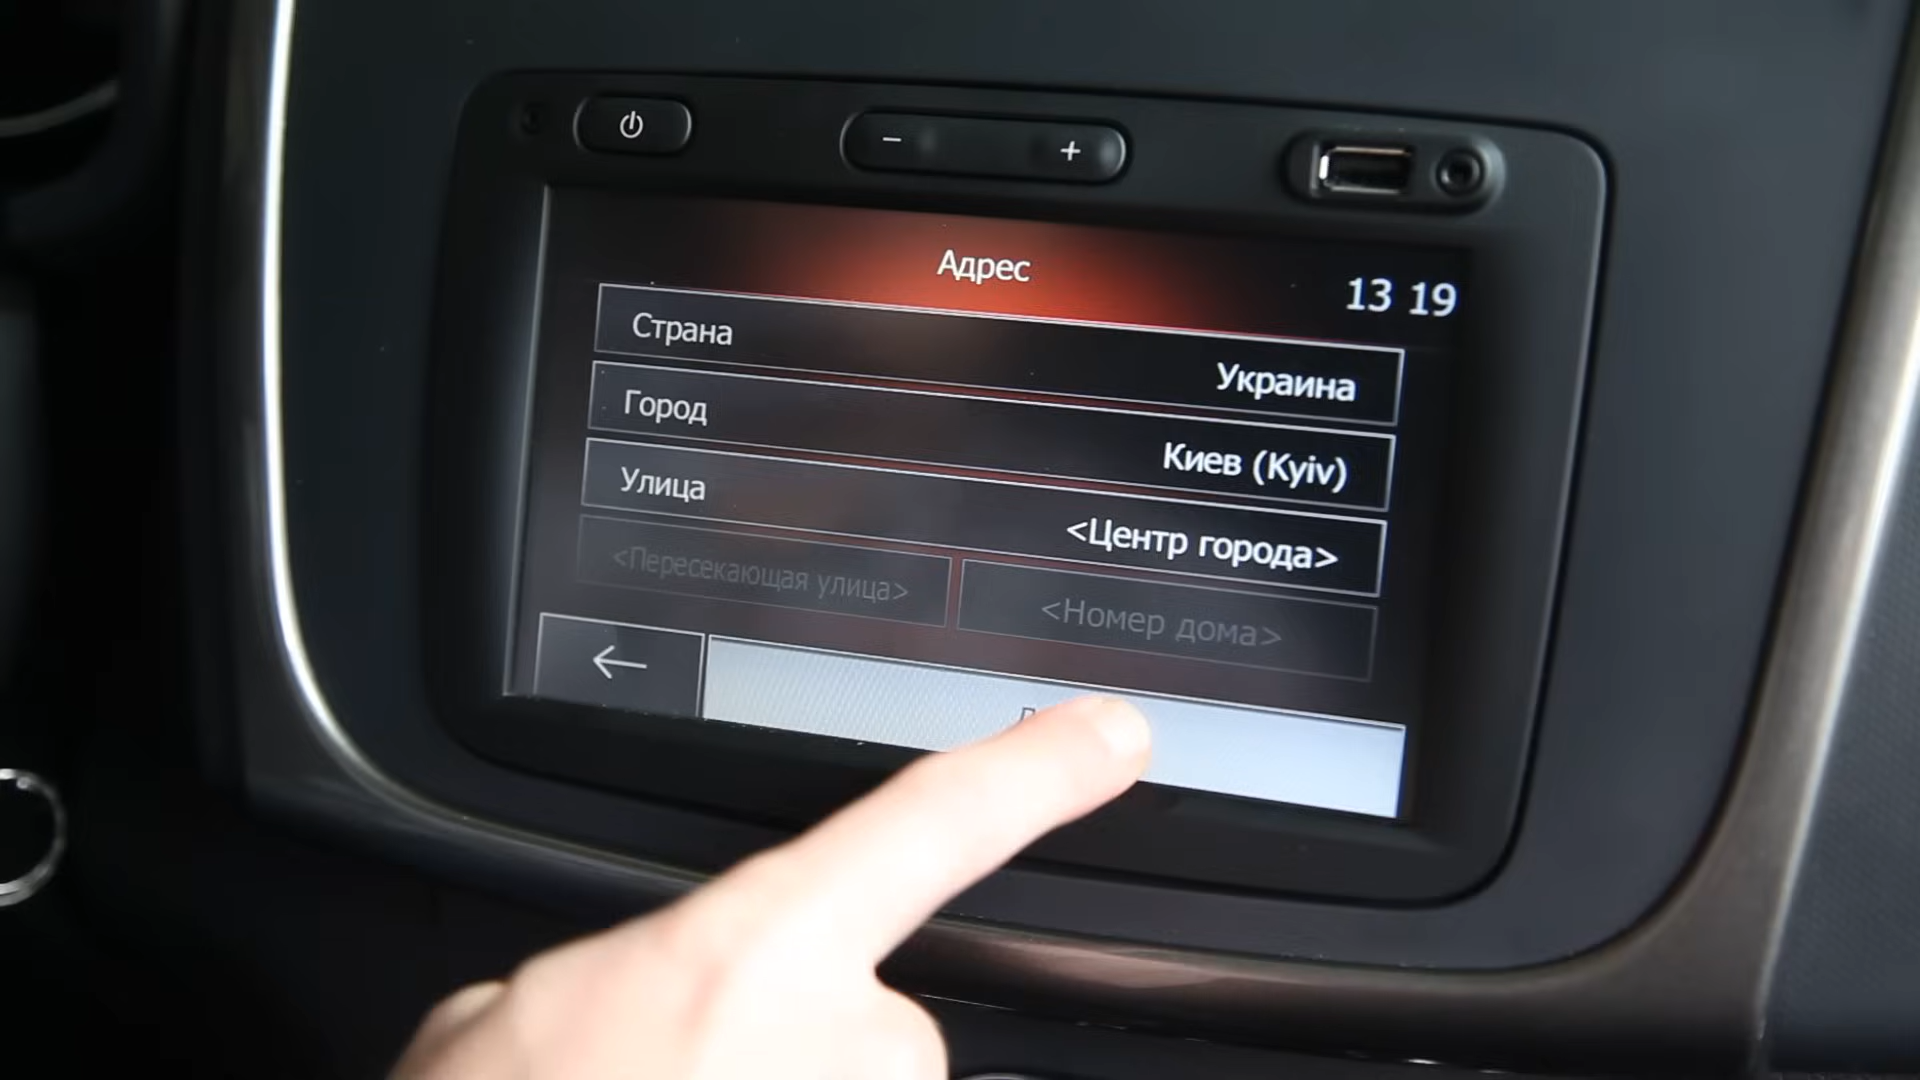 Адрес
13 19
Страна
Украина
Город
Киев (Kyiv)
Улица
<Центр города>
<Пересекающая улица>
<Номер дома>